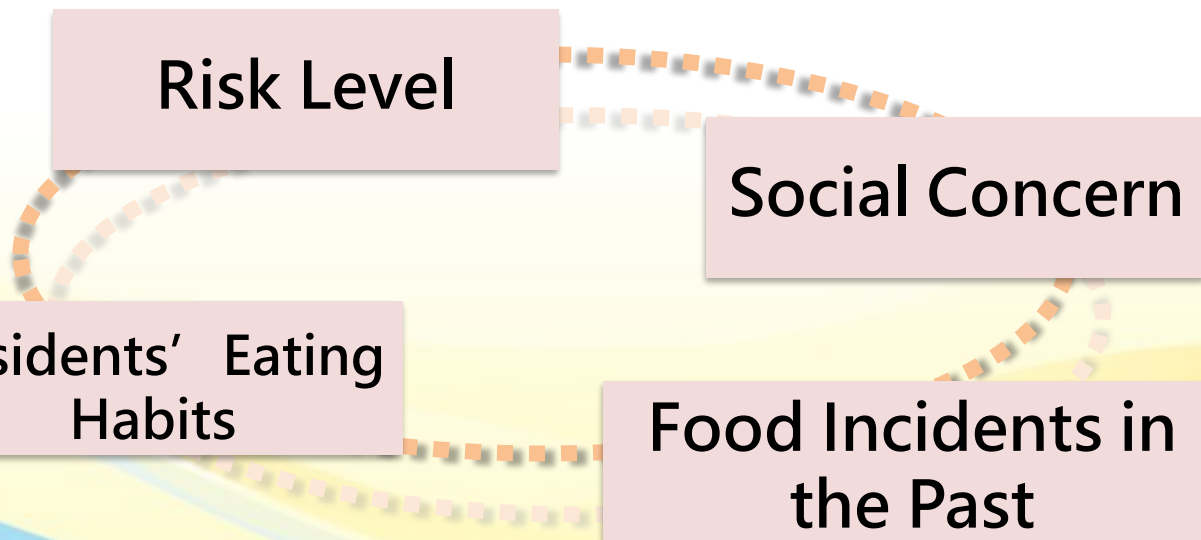 Risk Level
Social Concern
sidents’ Eating
Habits
Food Incidents in
the Past